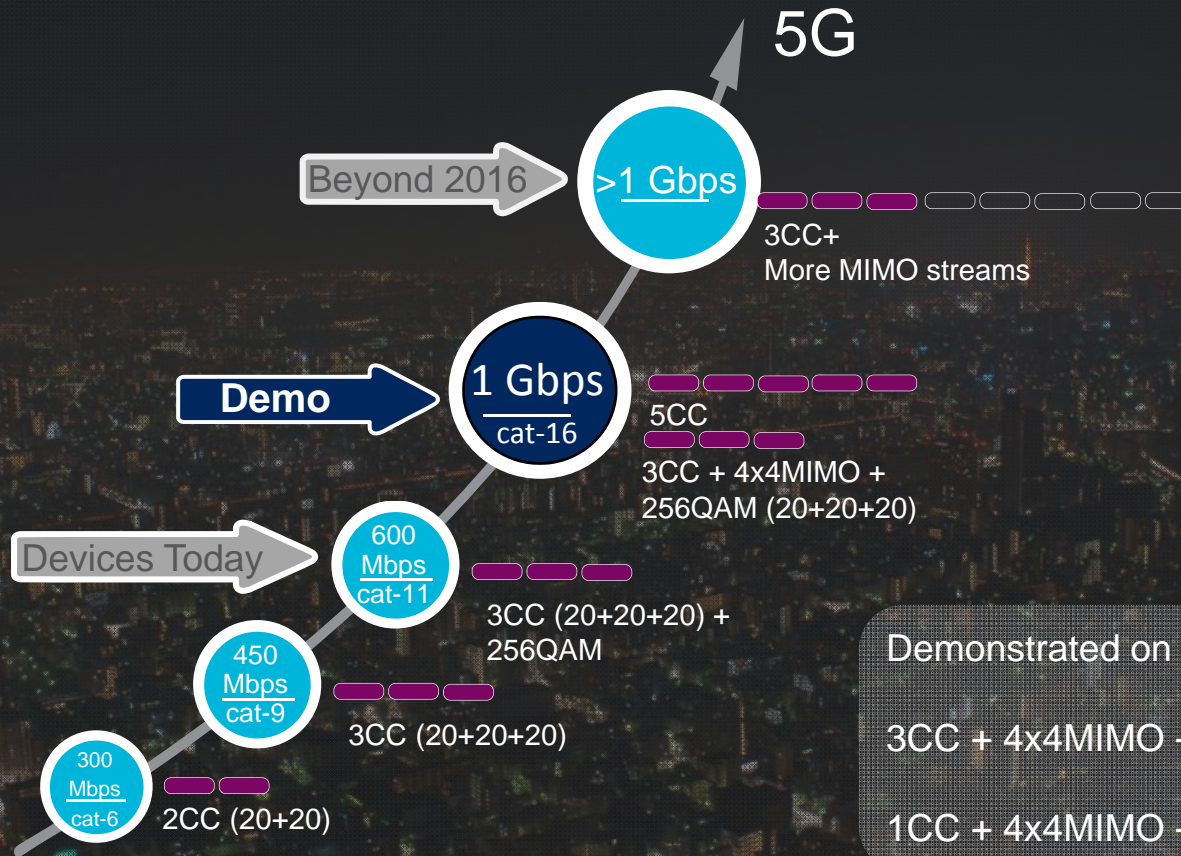 5G
Beyond 2016
>1 Gbps
3CC+
More MIMO streams
Demo
1 Gbps
cat-16
5CC
3CC + 4x4MIMO +
256QAM (20+20+20)
Devices Today
600
Mbps
cat-11
3CC (20+20+20) +
256QAM
450
Mbps
cat-9
3CC (20+20+20)
300
Mbps
cat-6
2CC (20+20)
Demonstrated on
3CC + 4x4MIMO
1CC + 4x4MIMO